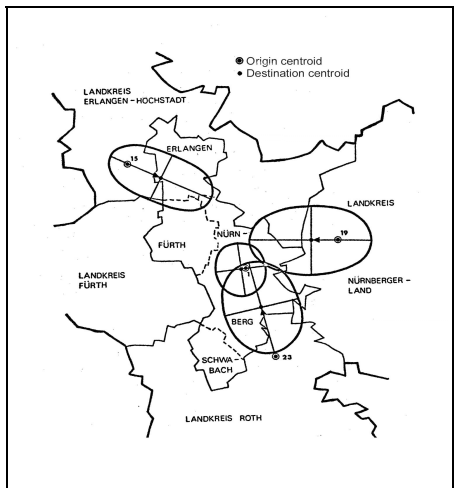 Origin centroid
Destination centroid
LANDKREIS
ERLANGEN-HÖCHSTADT
ERLANGEN
15
LANDKREIS
NÜRN-
19
FÜRTH
LANDKREIS
FÜRTH
NÜRNBERGER-
LAND
BERG
SCHWA
BACH
23
LANDKREIS ROTH